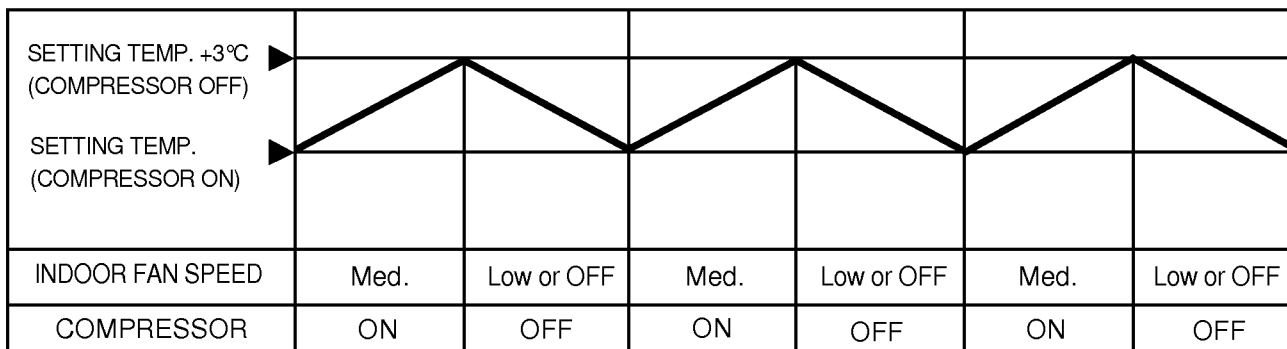 SETTING TEMP. +3°C
(COMPRESSOR OFF)
SETTING TEMP.
(COMPRESSOR ON)
INDOOR FAN SPEED Med. Low or OFF Med. Low or OFF Med. Low or OFF
COMPRESSOR ON OFF ON OFF ON OFF